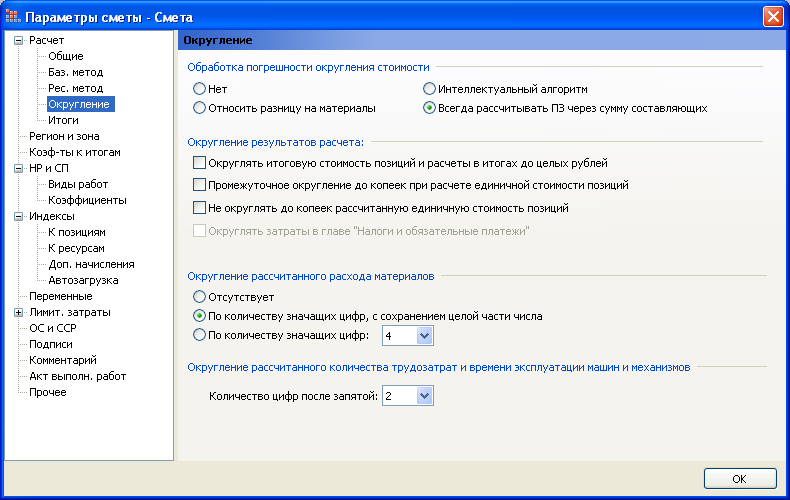 Параметры сметы - Смета
Расчет
Общие
Баз. метод
Рес. метод
Округление
Итоги
Регион и зона
Коэф-ты к итогам
НР и СП
Виды работ
Коэффициенты
Индексы
К позициям
К ресурсам
Доп. начисления
Автозагрузка
Переменные
Лимит. затраты
ОС и ССР
Подписи
Комментарий
Акт выполн. работ
Прочее
Округление
Обработка погрешности округления стоимости
Нет Интеллектуальный алгоритм
Относить разницу на материалы Всегда рассчитывать ПЗ через сумму составляющих
Округление результатов расчета:
Округлять итоговую стоимость позиций и расчеты в итогах до целых рублей
Промежуточное округление до копеек при расчете единичной стоимости позиций
Не округлять до копеек рассчитанную единичную стоимость позиций
Округлять затраты в главе "Налоги и обязательные платежи"
Округление рассчитанного расхода материалов
Отсутствует
По количеству значащих цифр, с сохранением целой части числа
По количеству значащих цифр: 4
Округление рассчитанного количества трудозатрат и времени эксплуатации машин и механизмов
Количество цифр после запятой: 2
OK